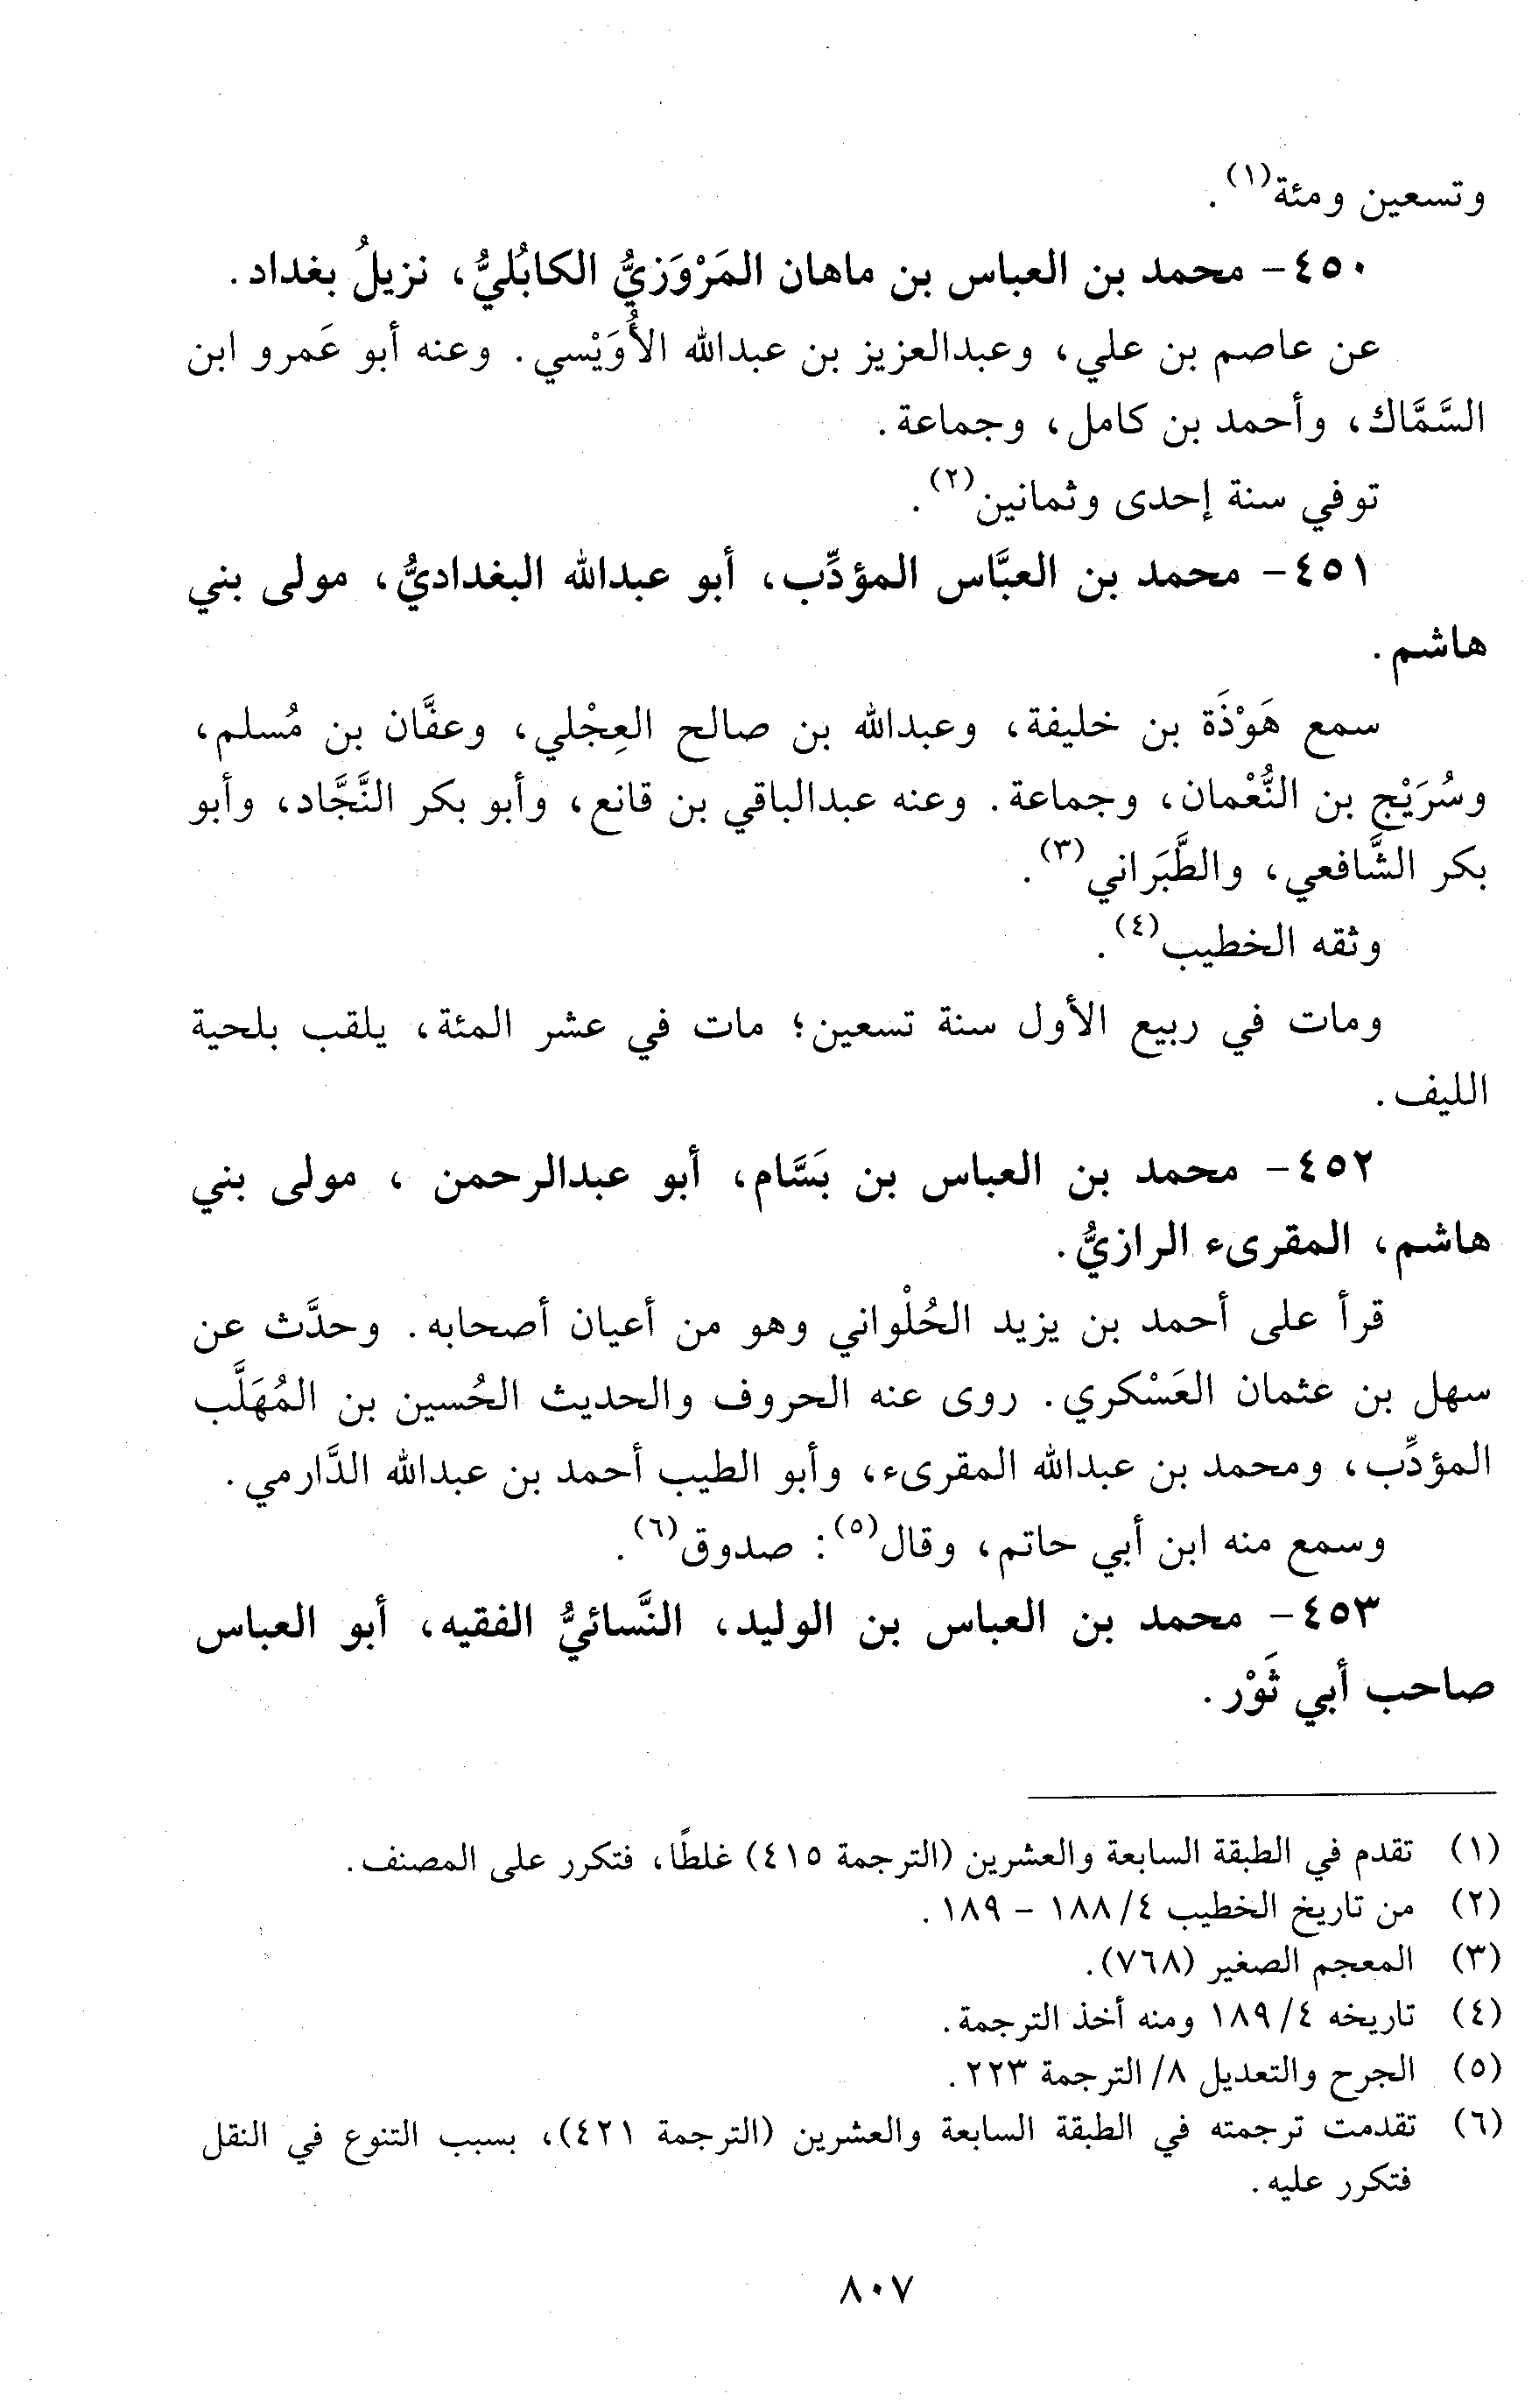 وتسعين ومئة(١).
٤٥٠- محمد بن العباس بن ماهان المَرْوَزيُّ الكابُليُّ، نزيلُ بغداد.
عن عاصم بن علي، وعبدالعزيز بن عبدالله الأُوَيْسي. وعنه أبو عَمرو ابن
السَّمَّاك، وأحمد بن كامل، وجماعة.
توفي سنة إحدى وثمانين(٢).
٤٥١- محمد بن العبَّاس المؤدِّب، أبو عبدالله البغداديُّ، مولى بني
هاشم.
سمع هَوْذَة بن خليفة، وعبدالله بن صالح العِجْلي، وعفَّان بن مُسلم،
وسُرَيْج بن النُّعْمان، وجماعة. وعنه عبدالباقي بن قانع، وأبو بكر النَّجَّاد، وأبو
بكر الشَّافعي، والطَّبَراني(٣).
وثقه الخطيب(٤).
ومات في ربيع الأول سنة تسعين؛ مات في عشر المئة، يلقب بلحية
الليف.
٤٥٢- محمد بن العباس بن بَسَّام، أبو عبدالرحمن ، مولى بني
هاشم، المقرىء الرازيُّ.
قرأ على أحمد بن يزيد الحُلْواني وهو من أعيان أصحابه. وحدَّث عن
سهل بن عثمان العَسْكري. روى عنه الحروف والحديث الحُسين بن المُهَلَّب
المؤدِّب، ومحمد بن عبدالله المقرىء، وأبو الطيب أحمد بن عبدالله الدَّارمي.
وسمع منه ابن أبي حاتم، وقال(٥): صدوق(٦).
٤٥٣- محمد بن العباس بن الوليد، النَّسائيُّ الفقيه، أبو العباس
صاحب أبي ثَوْر.
(١) تقدم في الطبقة السابعة والعشرين (الترجمة ٤١٥) غلطًا، فتكرر على المصنف.
(٢) من تاريخ الخطيب ٤/ ١٨٨ - ١٨٩.
(٣) المعجم الصغير (٧٦٨).
(٤) تاريخه ٤/ ١٨٩ ومنه أخذ الترجمة.
(٥) الجرح والتعديل ٨/ الترجمة ٢٢٣.
(٦) تقدمت ترجمته في الطبقة السابعة والعشرين (الترجمة ٤٢١)، بسبب التنوع في النقل
فتكرر عليه.
٨٠٧